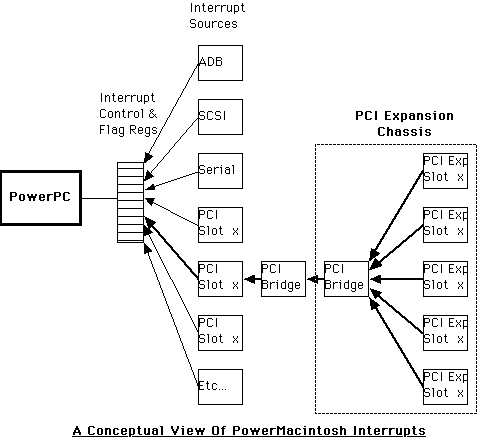 Interrupt
Sources
ADB
Interrupt
Control &
Flag Regs
SCSI
PCI Expansion
Chassis
PowerPC
Serial
PCI Exp
Slot x
PCI
Slot x
PCI Exp
Slot x
PCI
Slot x
PCI
Bridge
PCI
Bridge
PCI Exp
Slot x
PCI
Slot x
PCI Exp
Slot x
Etc...
PCI Exp
Slot x
A Conceptual View Of PowerMacintosh Interrupts